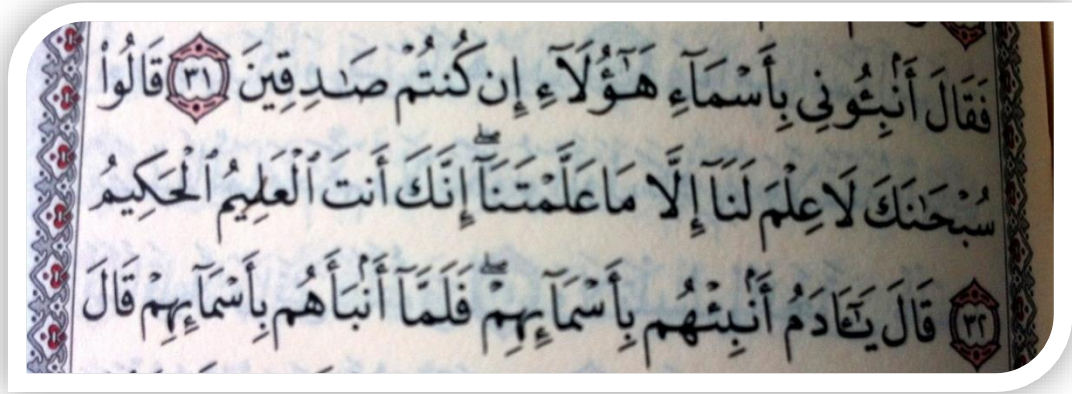 فَقَالَ أَنۢبِـُٔونِى بِأَسْمَآءِ هَـٰٓؤُلَآءِ إِن كُنتُمْ صَـٰدِقِينَ ٣١ قَالُوا۟
سُبْحَـٰنَكَ لَا عِلْمَ لَنَآ إِلَّا مَا عَلَّمْتَنَآ ۖ إِنَّكَ أَنتَ ٱلْعَلِيمُ ٱلْحَكِيمُ
٣٢ قَالَ يَـٰٓـَٔادَمُ أَنۢبِئْهُم بِأَسْمَآئِهِمْ ۖ فَلَمَّآ أَنۢبَأَهُم بِأَسْمَآئِهِمْ قَالَ